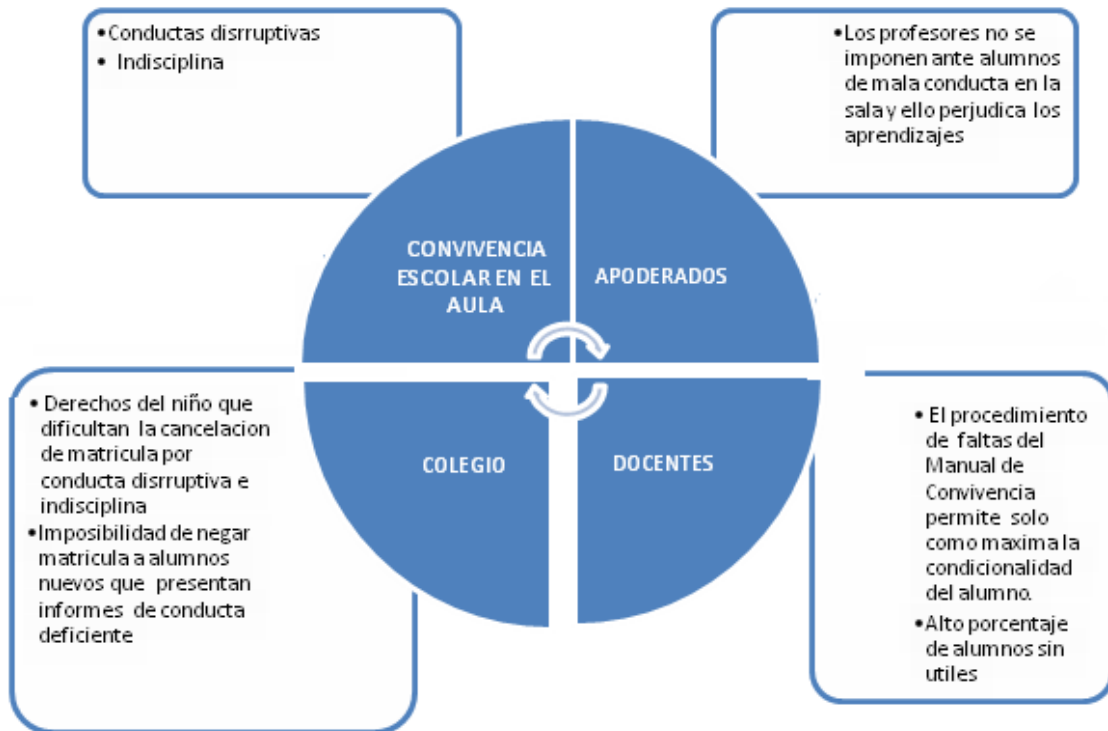 •Conductas disrruptivas
• Indisciplina
•Los profesores no se
imponen ante alumnos
de mala conducta en la
sala y ello perjudica los
aprendizajes
CONVIVENCIA
ESCOLAR EN EL
AULA
APODERADOS
COLEGIO
DOCENTES
• Derechos del niño que
dificultan la cancelacion
de matricula por
conducta disrruptiva e
indisciplina
•Imposibilidad de negar
matricula a alumnos
nuevos que presentan
informes de conducta
deficiente
• El procedimiento
de faltas del
Manual de
Convivencia
permite solo
como maxima la
condicionalidad
del alumno.
•Alto porcentaje
de alumnos sin
utiles